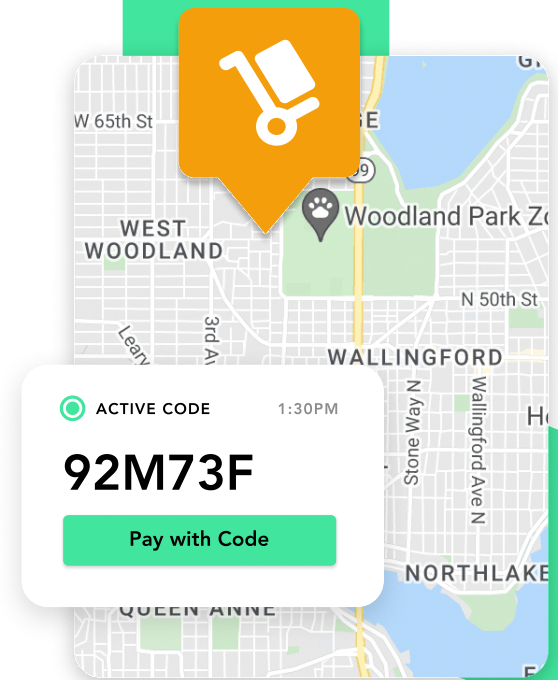 W 65th St
99
Woodland Park Zo
WEST
WOODLAND
N 50th St
3rd Av
Leary
WALLINGFORD
Stone Way N
Wallingford Ave N
ACTIVE CODE 1:30PM
92M73F
Pay with Code
NORTHLAKE
QUEEN ANNE